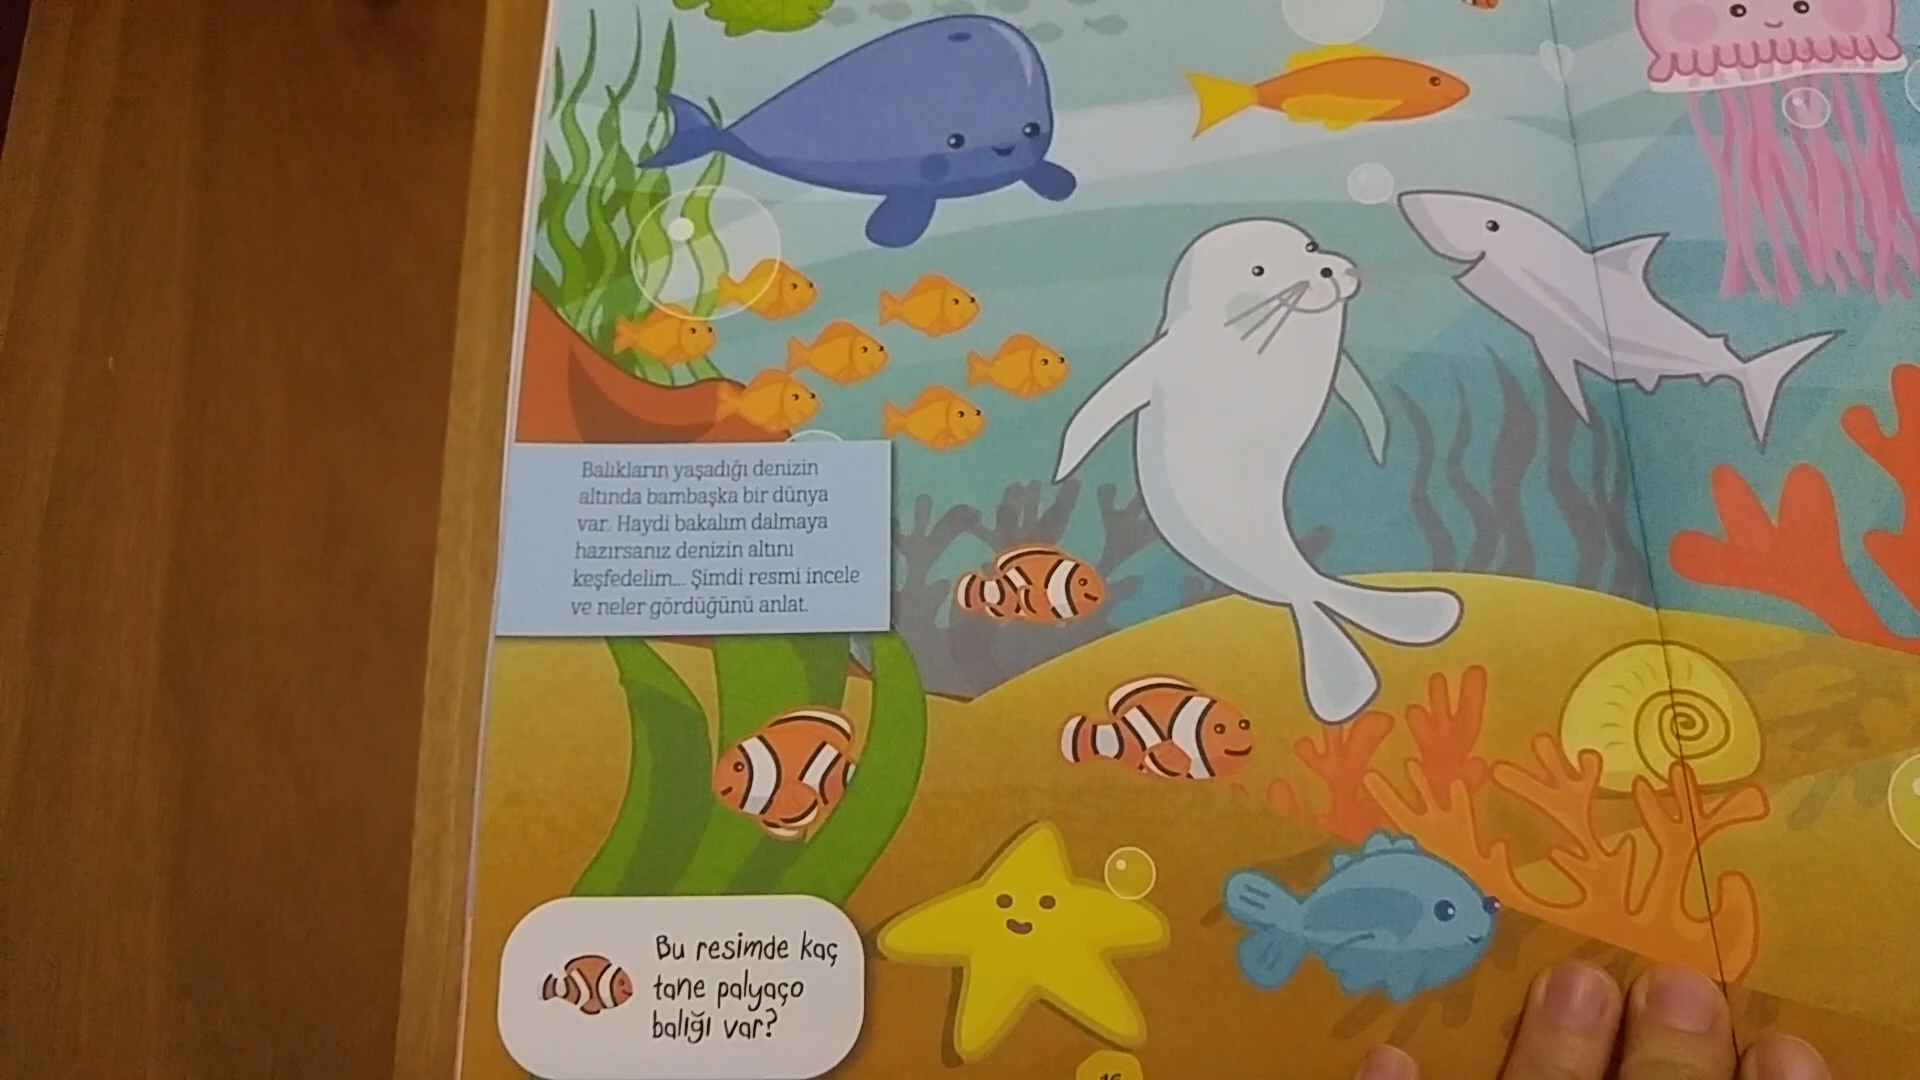 Balıkların yaşadığı denizin
altında bambaşka bir dünya
var. Haydi bakalım dalmaya
hazırsanız denizin altını
keşfedelim... Şimdi resmi incele
ve neler gördüğünü anlat.
Bu resimde kaç
tane palyaço
balığı var?